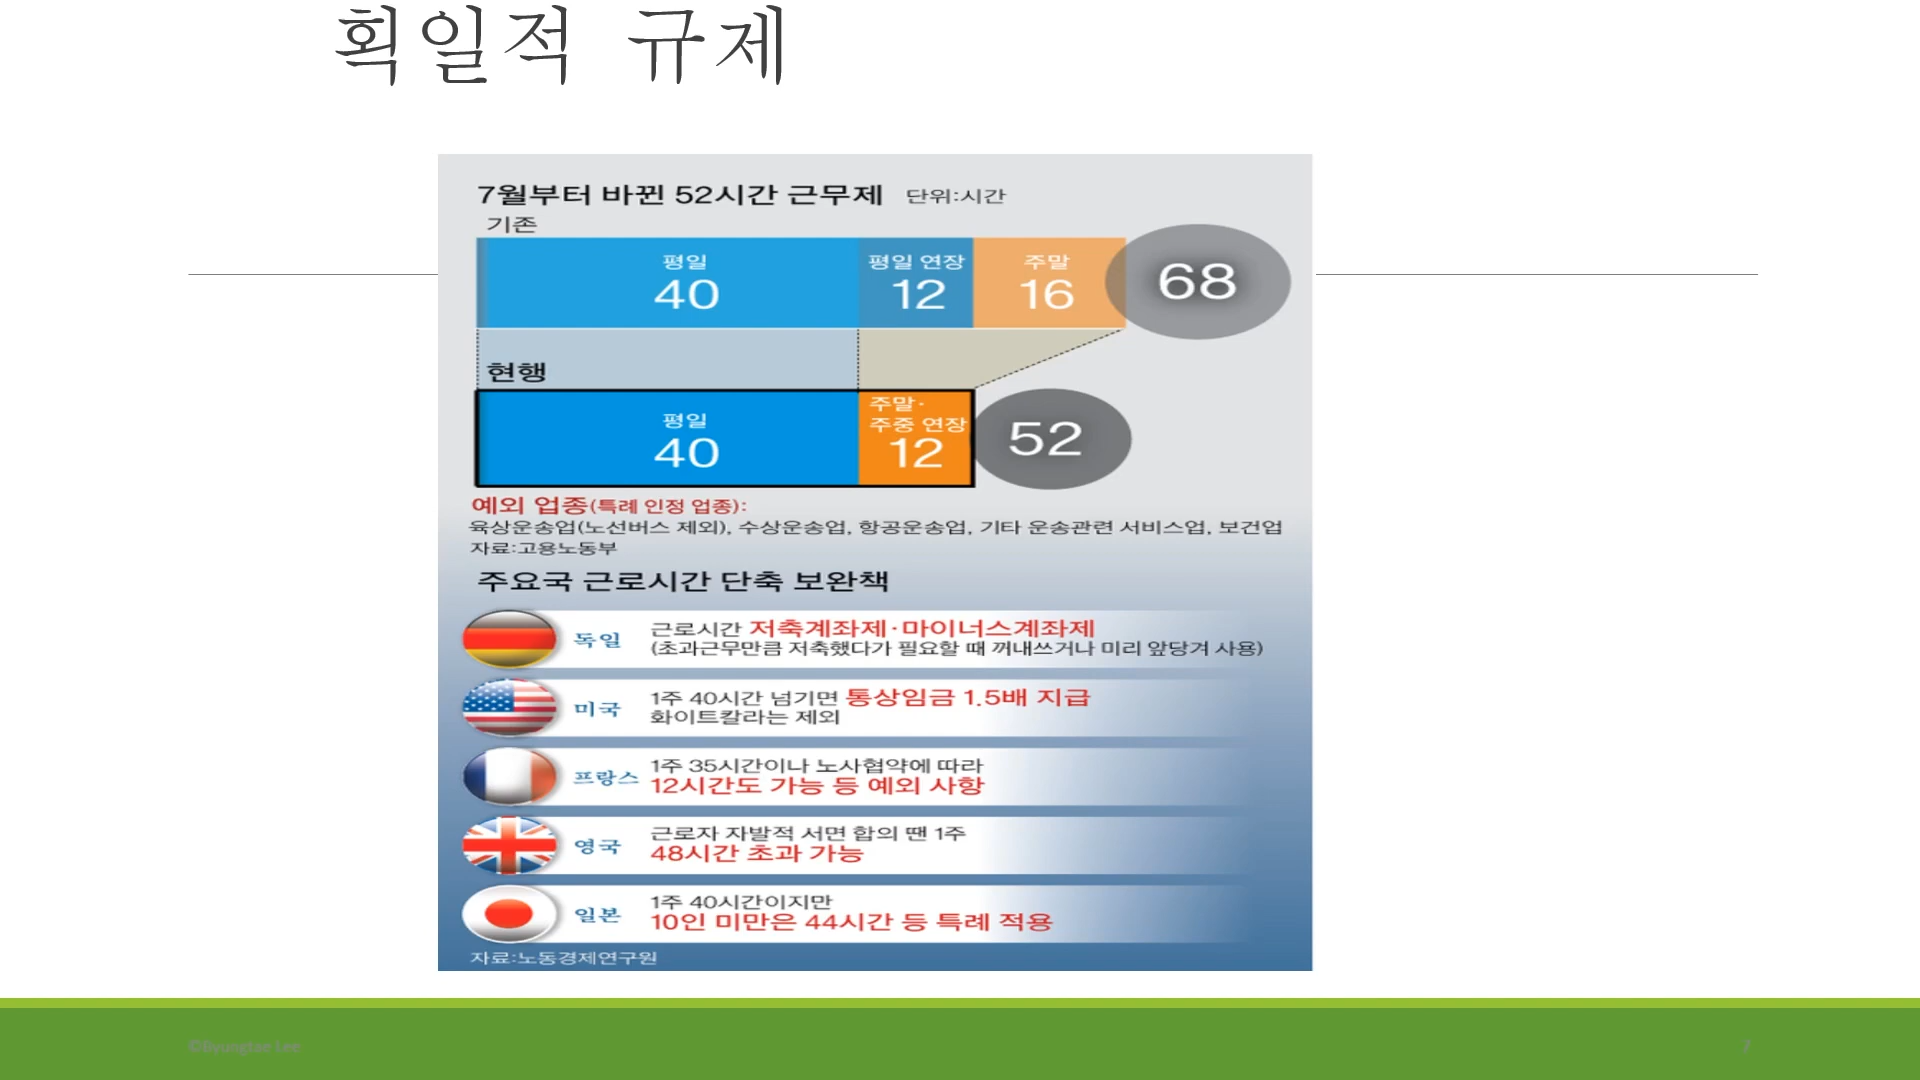 획일적 규제
7월부터 바뀐 52시간 근무제 단위:시간
기존
평일 평일 연장 주말
40 12 16 68
현행
평일 주말·
주중 연장
40 12 52
예외 업종(특례 인정 업종):
육상운송업(노선버스 제외), 수상운송업, 항공운송업, 기타 운송관련 서비스업, 보건업
자료:고용노동부
주요국 근로시간 단축 보완책
독일 근로시간 저축계좌제·마이너스계좌제
(초과근무만큼 저축했다가 필요할 때 꺼내쓰거나 미리 앞당겨 사용)
미국 1주 40시간 넘기면 통상임금 1.5배 지급
화이트칼라는 제외
프랑스 1주 35시간이나 노사협약에 따라
12시간도 가능 등 예외 사항
영국 근로자 자발적 서면 합의 땐 1주
48시간 초과 가능
일본 1주 40시간이지만
10인 미만은 44시간 등 특례 적용
자료:노동경제연구원
©Byungtae Lee 7